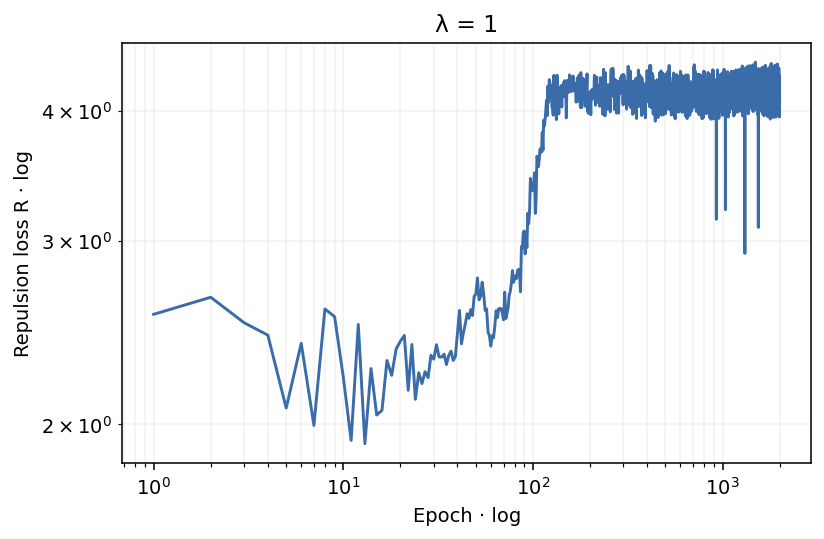 λ = 1
Repulsion loss R · log
4 × 10⁰
3 × 10⁰
2 × 10⁰
10⁰ 10¹ 10² 10³
Epoch · log